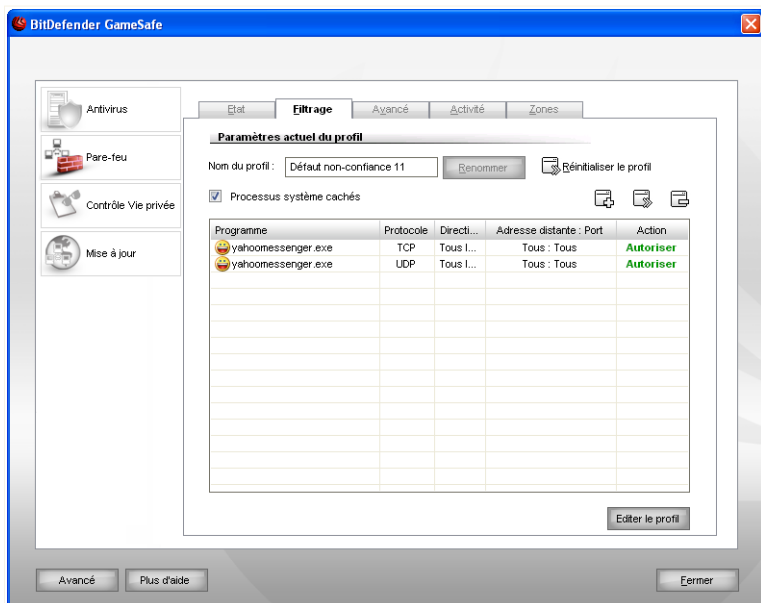 BitDefender GameSafe
Antivirus
Pare-feu
Contrôle Vie privée
Mise à jour
Etat Filtrage Avancé Activité Zones
Paramètres actuel du profil
Nom du profil : Défaut non-confiance 11 Renommer Réinitialiser le profil
Processus système cachés
Programme Protocole Directi... Adresse distante : Port Action
yahoomessenger.exe TCP Tous l... Tous : Tous Autoriser
yahoomessenger.exe UDP Tous l... Tous : Tous Autoriser
Editer le profil
Avancé Plus d'aide Fermer